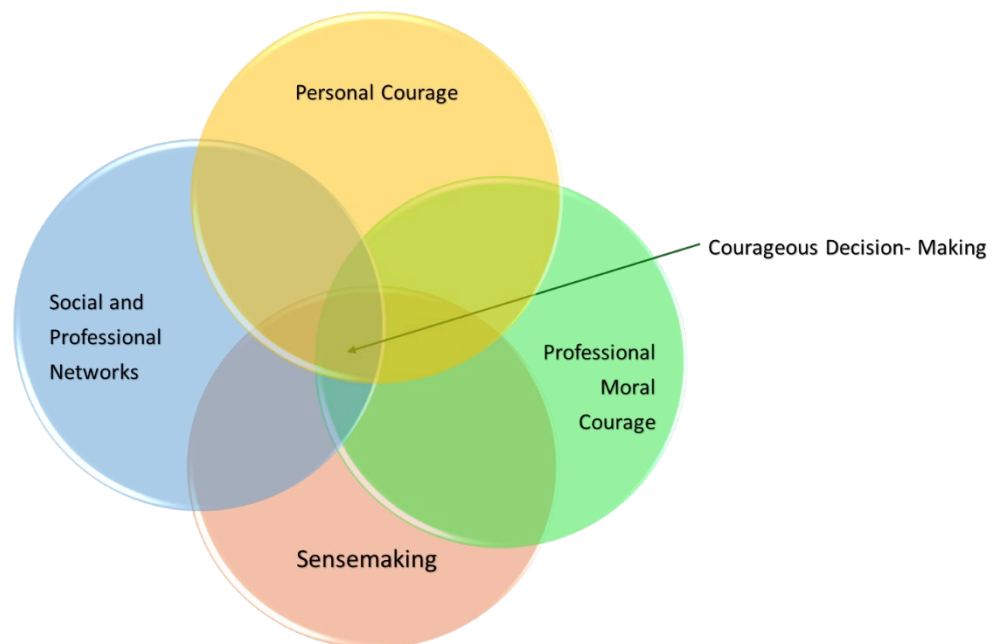 Personal Courage
Courageous Decision- Making
Social and
Professional
Networks
Professional
Moral
Courage
Sensemaking